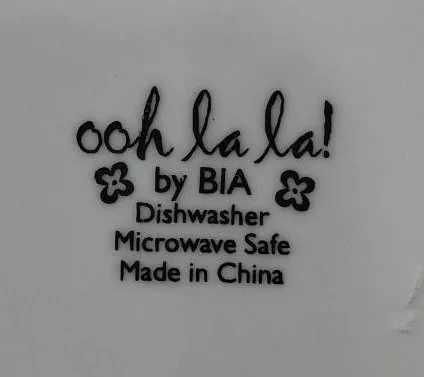 ooh la la!
by BIA
Dishwasher
Microwave Safe
Made in China